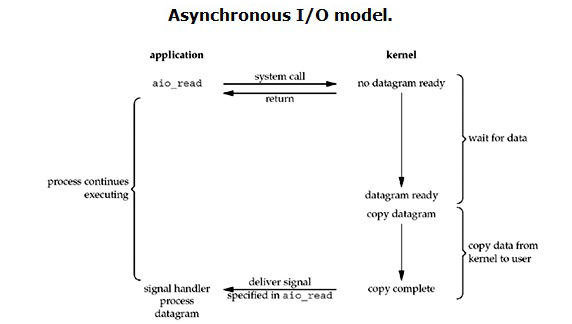 Asynchronous I/O model.
application
kernel
aio_read
system call
no datagram ready
return
wait for data
process continues
executing
datagram ready
copy datagram
copy data from
kernel to user
deliver signal
signal handler
specified in aio_read
copy complete
process
datagram